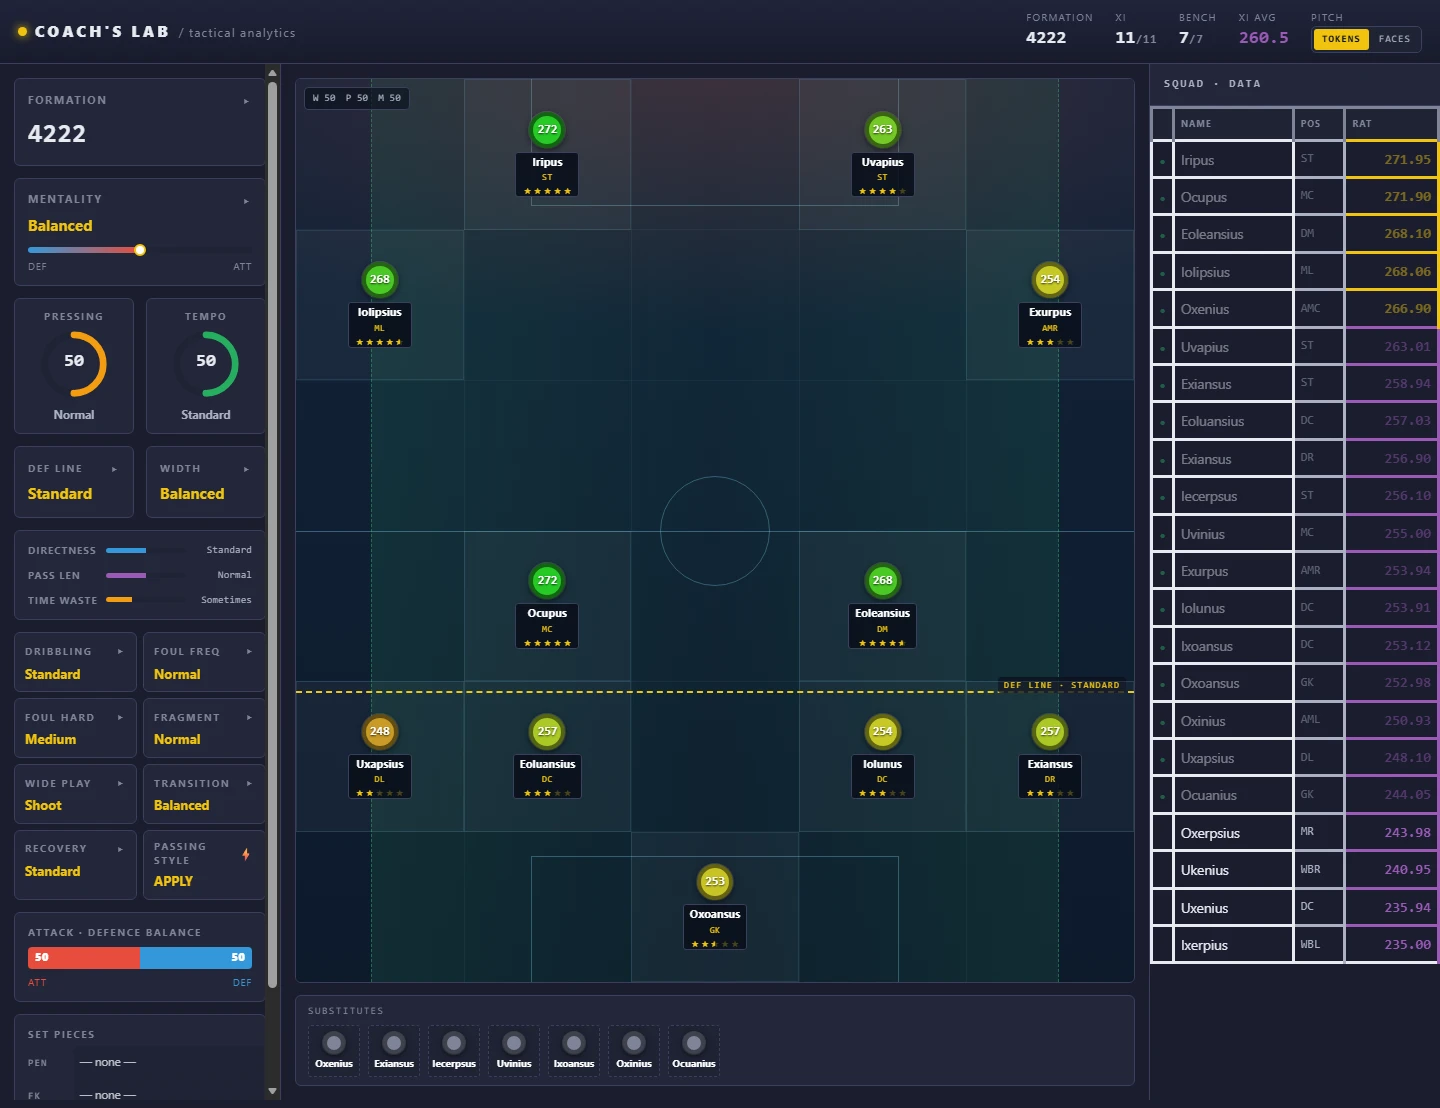 COACH'S LAB / tactical analytics
FORMATION
4222
XI
11/11
BENCH
7/7
XI AVG
260.5
PITCH
TOKENS FACES
FORMATION
4222
MENTALITY
Balanced
DEF ATT
PRESSING
50
Normal
TEMPO
50
Standard
DEF LINE
Standard
WIDTH
Balanced
DIRECTNESS Standard
PASS LEN Normal
TIME WASTE Sometimes
DRIBBLING
Standard
FOUL FREQ
Normal
FOUL HARD
Medium
FRAGMENT
Normal
WIDE PLAY
Shoot
TRANSITION
Balanced
RECOVERY
Standard
PASSING
STYLE
APPLY
ATTACK · DEFENCE BALANCE
50 50
ATT DEF
SET PIECES
PEN — none —
FK — none —
W 50 P 50 M 50
272
Iripus
ST
263
Uvapius
ST
268
Iolipsius
ML
254
Exurpus
AMR
272
Ocupus
MC
268
Eoleansius
DM
DEF LINE · STANDARD
248
Uxapsius
DL
257
Eoluansius
DC
254
Iolunus
DC
257
Exiansus
DR
253
Oxoansus
GK
SUBSTITUTES
Oxenius
Exiansus
Iecerpsus
Uvinius
Ixoansus
Oxinius
Ocuanius
SQUAD · DATA
NAME POS RAT
Iripus ST 271.95
Ocupus MC 271.90
Eoleansius DM 268.10
Iolipsius ML 268.06
Oxenius AMC 266.90
Uvapius ST 263.01
Exiansus ST 258.94
Eoluansius DC 257.03
Exiansus DR 256.90
Iecerpsus ST 256.10
Uvinius MC 255.00
Exurpus AMR 253.94
Iolunus DC 253.91
Ixoansus DC 253.12
Oxoansus GK 252.98
Oxinius AML 250.93
Uxapsius DL 248.10
Ocuanius GK 244.05
Oxerpsius MR 243.98
Ukenius WBR 240.95
Uxenius DC 235.94
Ixerpius WBL 235.00